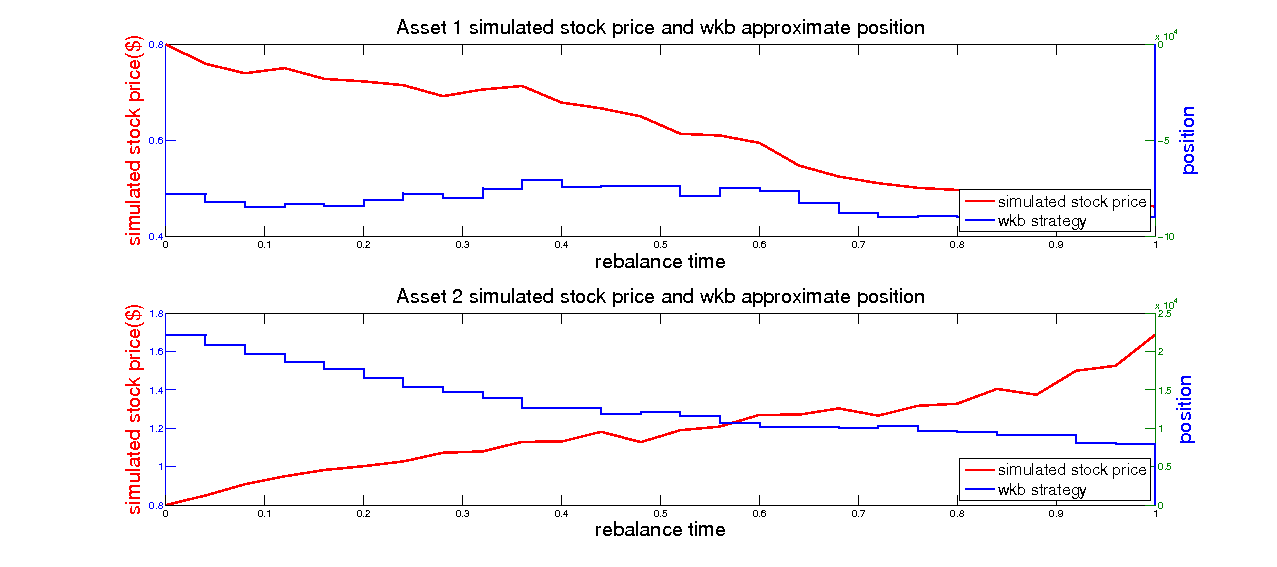 Asset 1 simulated stock price and wkb approximate position
x 10^4
0.8
0.6
0.4
simulated stock price($)
0
-5
-10
position
simulated stock price
wkb strategy
0 0.1 0.2 0.3 0.4 0.5 0.6 0.7 0.8 0.9 1
rebalance time
Asset 2 simulated stock price and wkb approximate position
x 10^4
1.8
1.6
1.4
1.2
1
0.8
simulated stock price($)
2.5
2
1.5
1
0.5
0
position
simulated stock price
wkb strategy
0 0.1 0.2 0.3 0.4 0.5 0.6 0.7 0.8 0.9 1
rebalance time